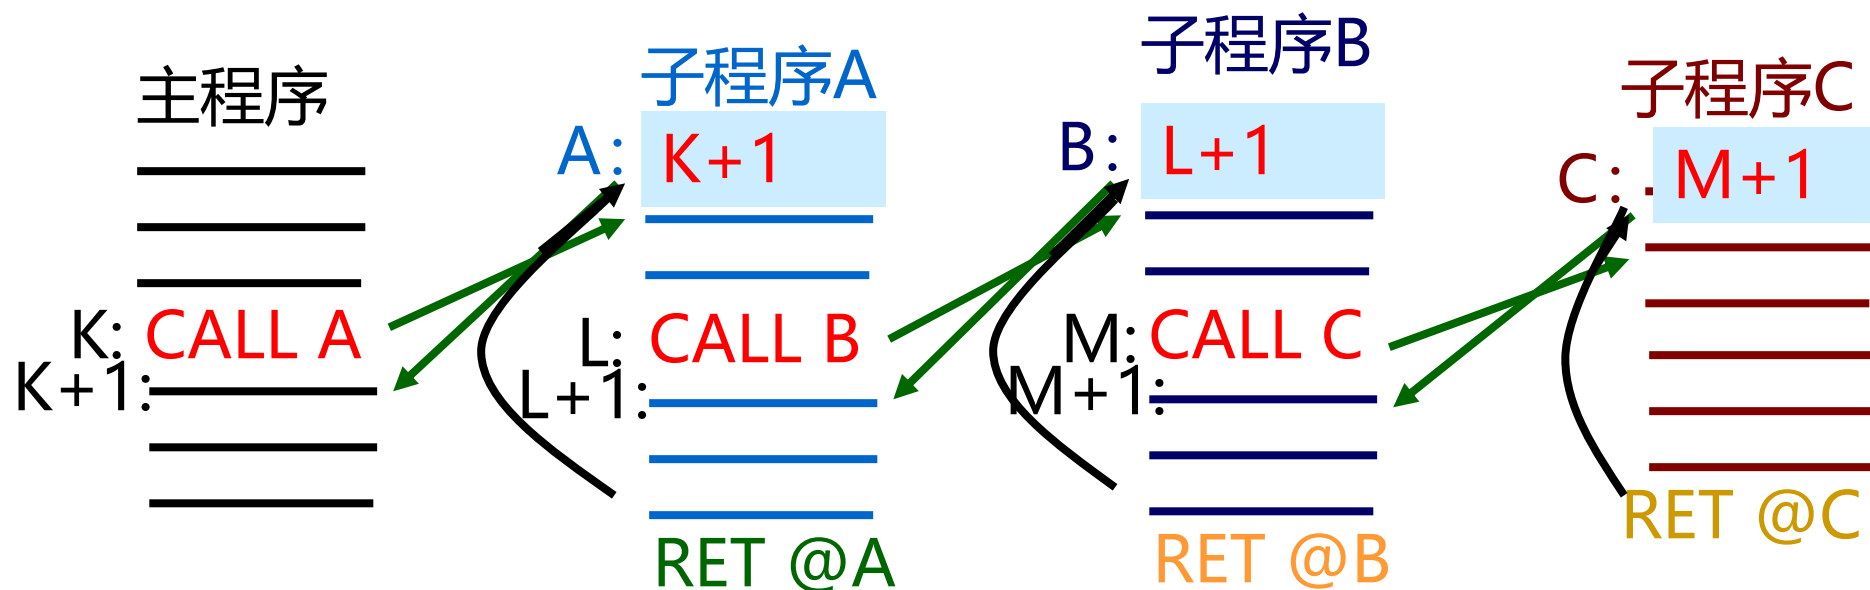 主程序
K: CALL A
K+1:
子程序A
A: K+1
L: CALL B
L+1:
RET @A
子程序B
B: L+1
M: CALL C
M+1:
RET @B
子程序C
C: M+1
RET @C